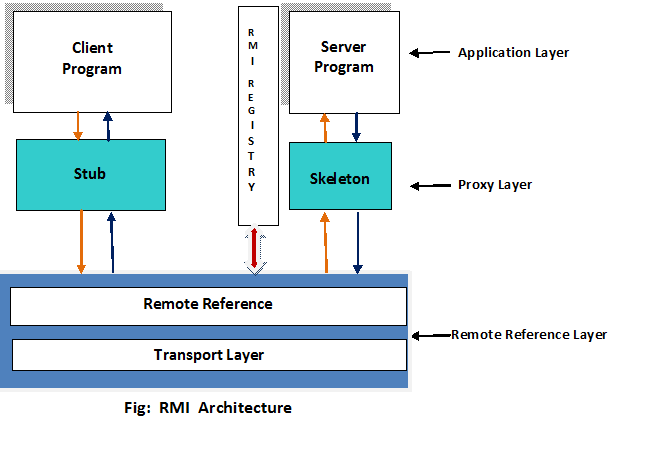 Client
Program
RMI REGISTRY
Server
Program
Application Layer
Stub
Skeleton
Proxy Layer
Remote Reference
Remote Reference Layer
Transport Layer
Fig: RMI Architecture